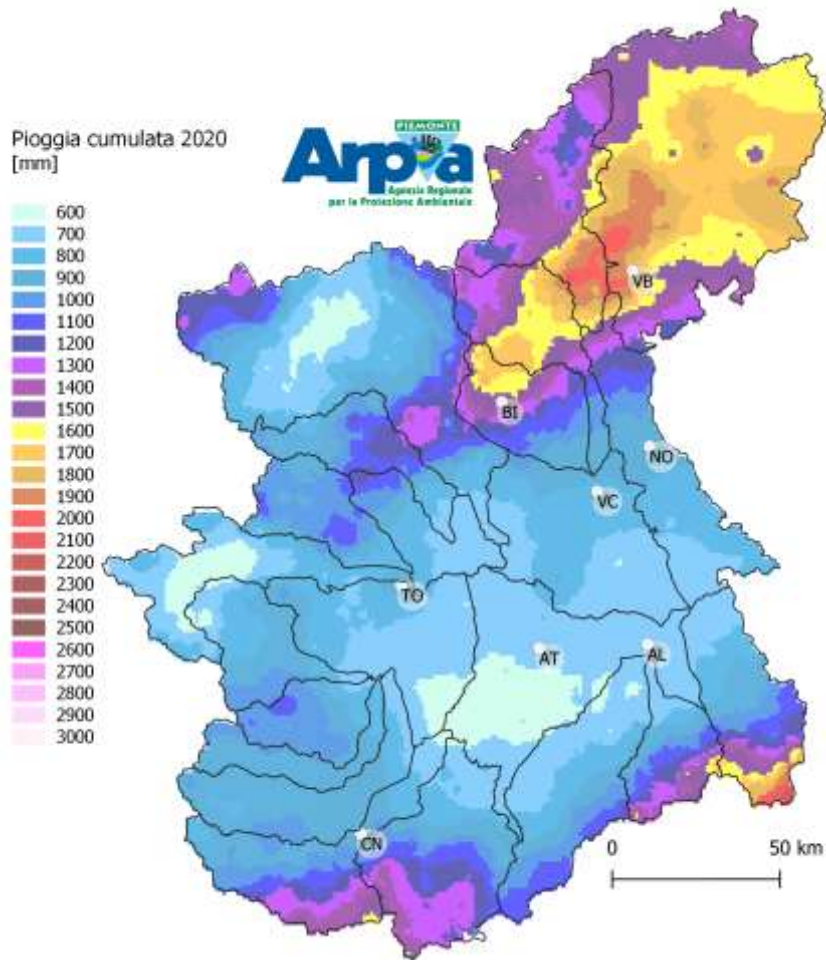 Pioggia cumulata 2020
[mm]
PIEMONTE
Arpa
Agenzia Regionale
per la Protezione Ambientale
600
700
800
900
1000
1100
1200
1300
1400
1500
1600
1700
1800
1900
2000
2100
2200
2300
2400
2500
2600
2700
2800
2900
3000
VB
BI
NO
VC
TO
AT
AL
CN
0 50 km